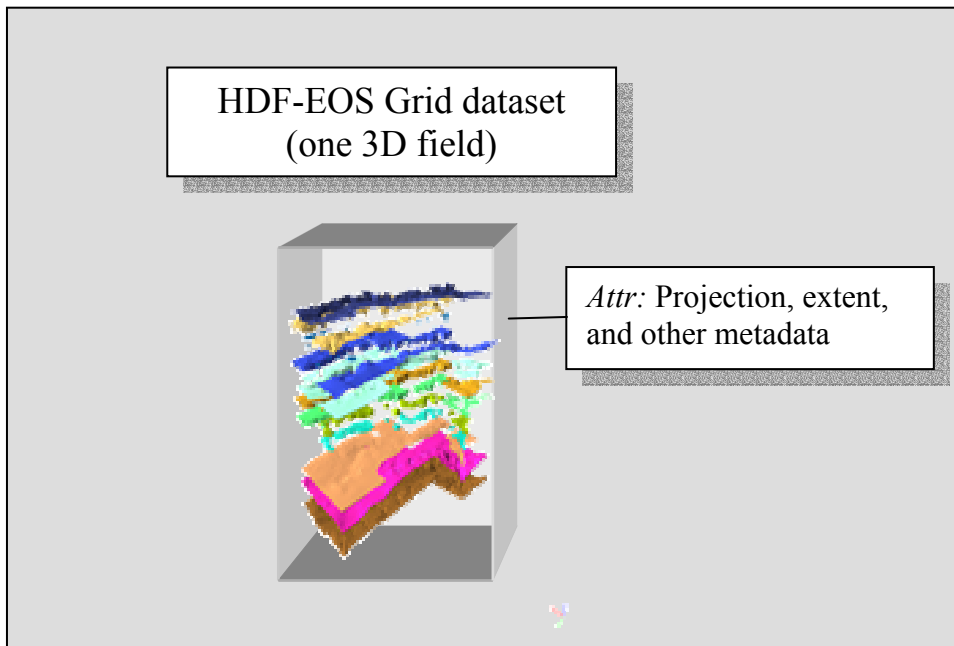 HDF-EOS Grid dataset
(one 3D field)
Attr: Projection, extent,
and other metadata